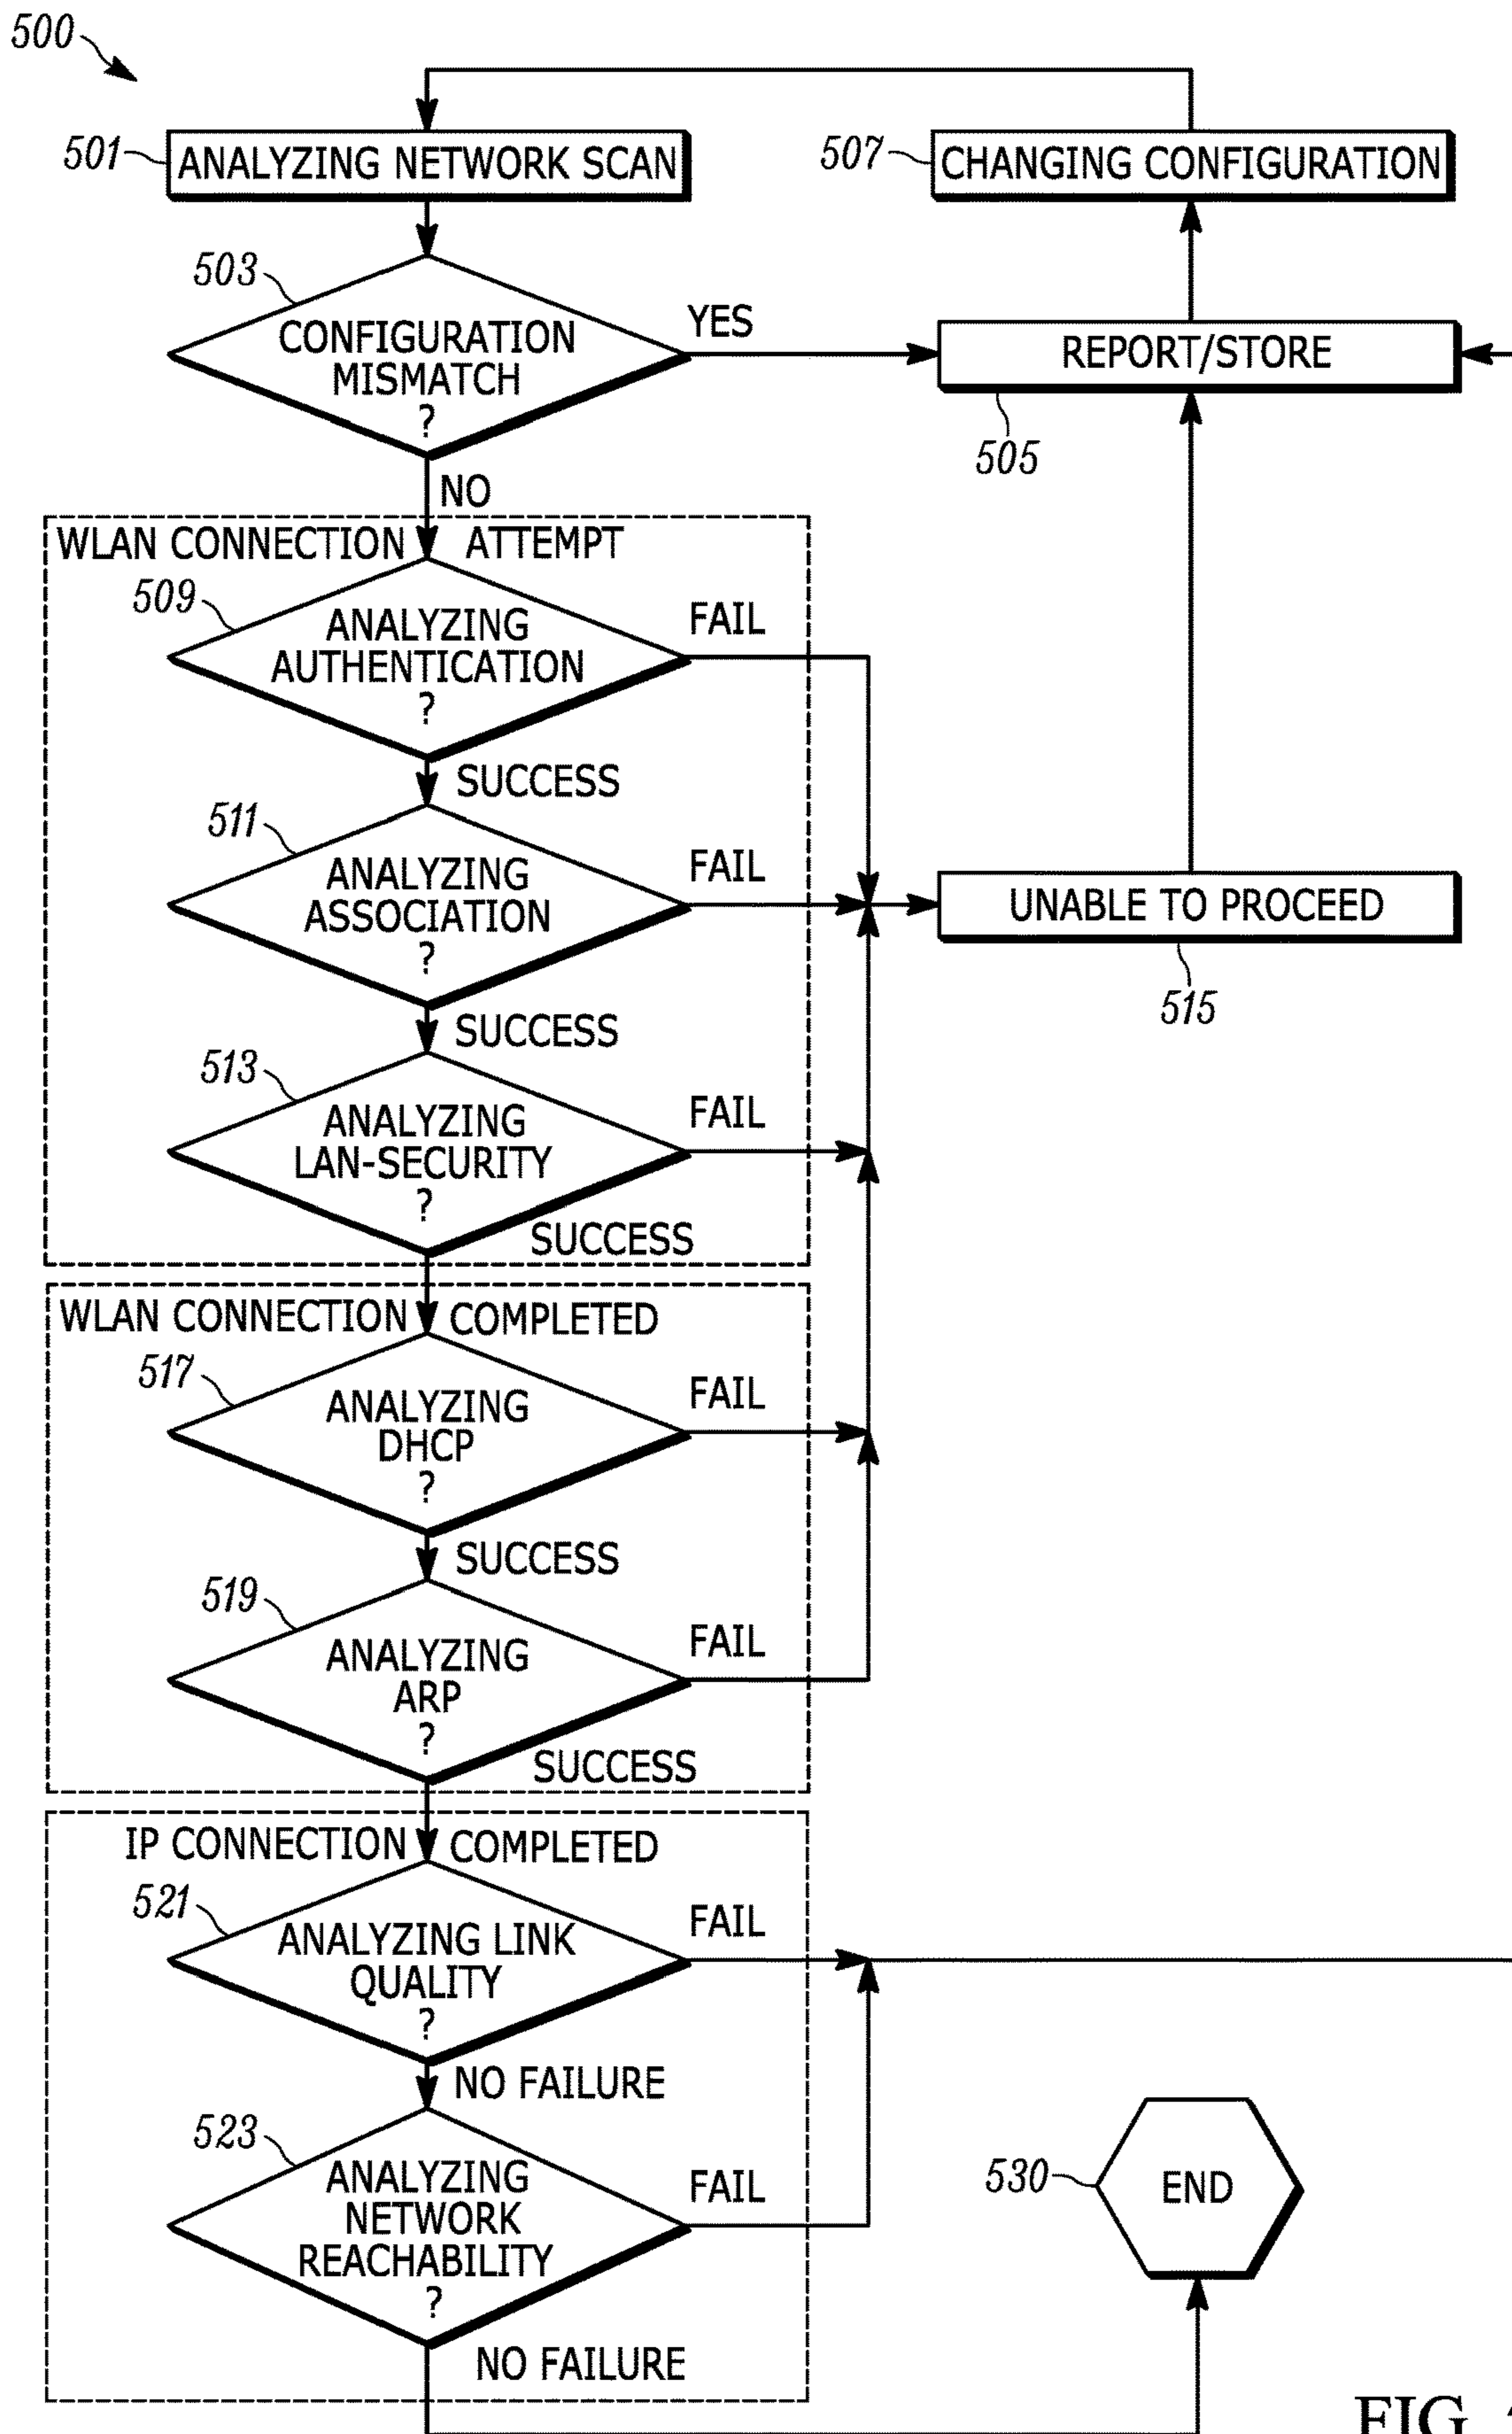 500
501
ANALYZING NETWORK SCAN
507
CHANGING CONFIGURATION
503
CONFIGURATION
MISMATCH
?
YES
REPORT/STORE
505
NO
WLAN CONNECTION ATTEMPT
509
ANALYZING
AUTHENTICATION
?
FAIL
SUCCESS
511
ANALYZING
ASSOCIATION
?
FAIL
UNABLE TO PROCEED
515
SUCCESS
513
ANALYZING
LAN-SECURITY
?
FAIL
SUCCESS
WLAN CONNECTION COMPLETED
517
ANALYZING
DHCP
?
FAIL
SUCCESS
519
ANALYZING
ARP
?
FAIL
SUCCESS
IP CONNECTION COMPLETED
521
ANALYZING LINK
QUALITY
?
FAIL
NO FAILURE
523
ANALYZING
NETWORK
REACHABILITY
?
FAIL
530
END
NO FAILURE
FIG.